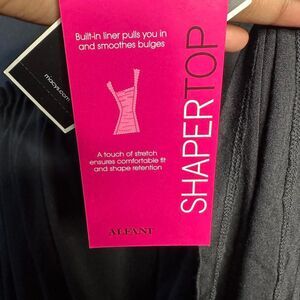 Built-in liner pulls you in
and smoothes bulges
SHAPERTOP
A touch of stretch
ensures comfortable fit
and shape retention
ALFANI
macys.com